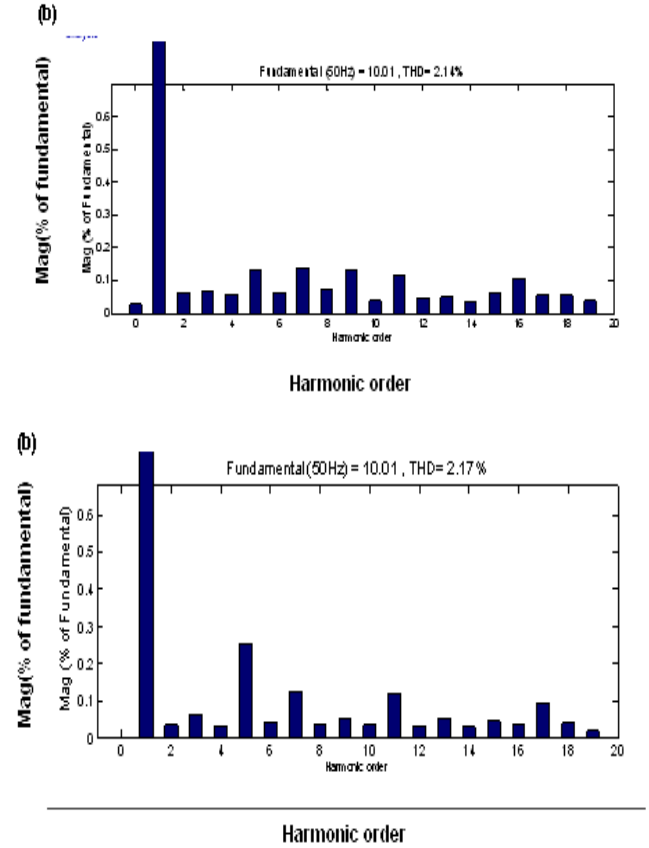 (b)
Fundamental (50Hz) = 10.01 , THD= 2.14%
Mag(% of fundamental)
Mag (% of Fundamental)
0.6
0.5
0.4
0.3
0.2
0.1
0
0 2 4 6 8 10 12 14 16 18 20
Harmonic order
Harmonic order
(b)
Fundamental (50Hz) = 10.01 , THD= 2.17%
Mag(% of fundamental)
Mag (% of Fundamental)
0.6
0.5
0.4
0.3
0.2
0.1
0
0 2 4 6 8 10 12 14 16 18 20
Harmonic order
Harmonic order